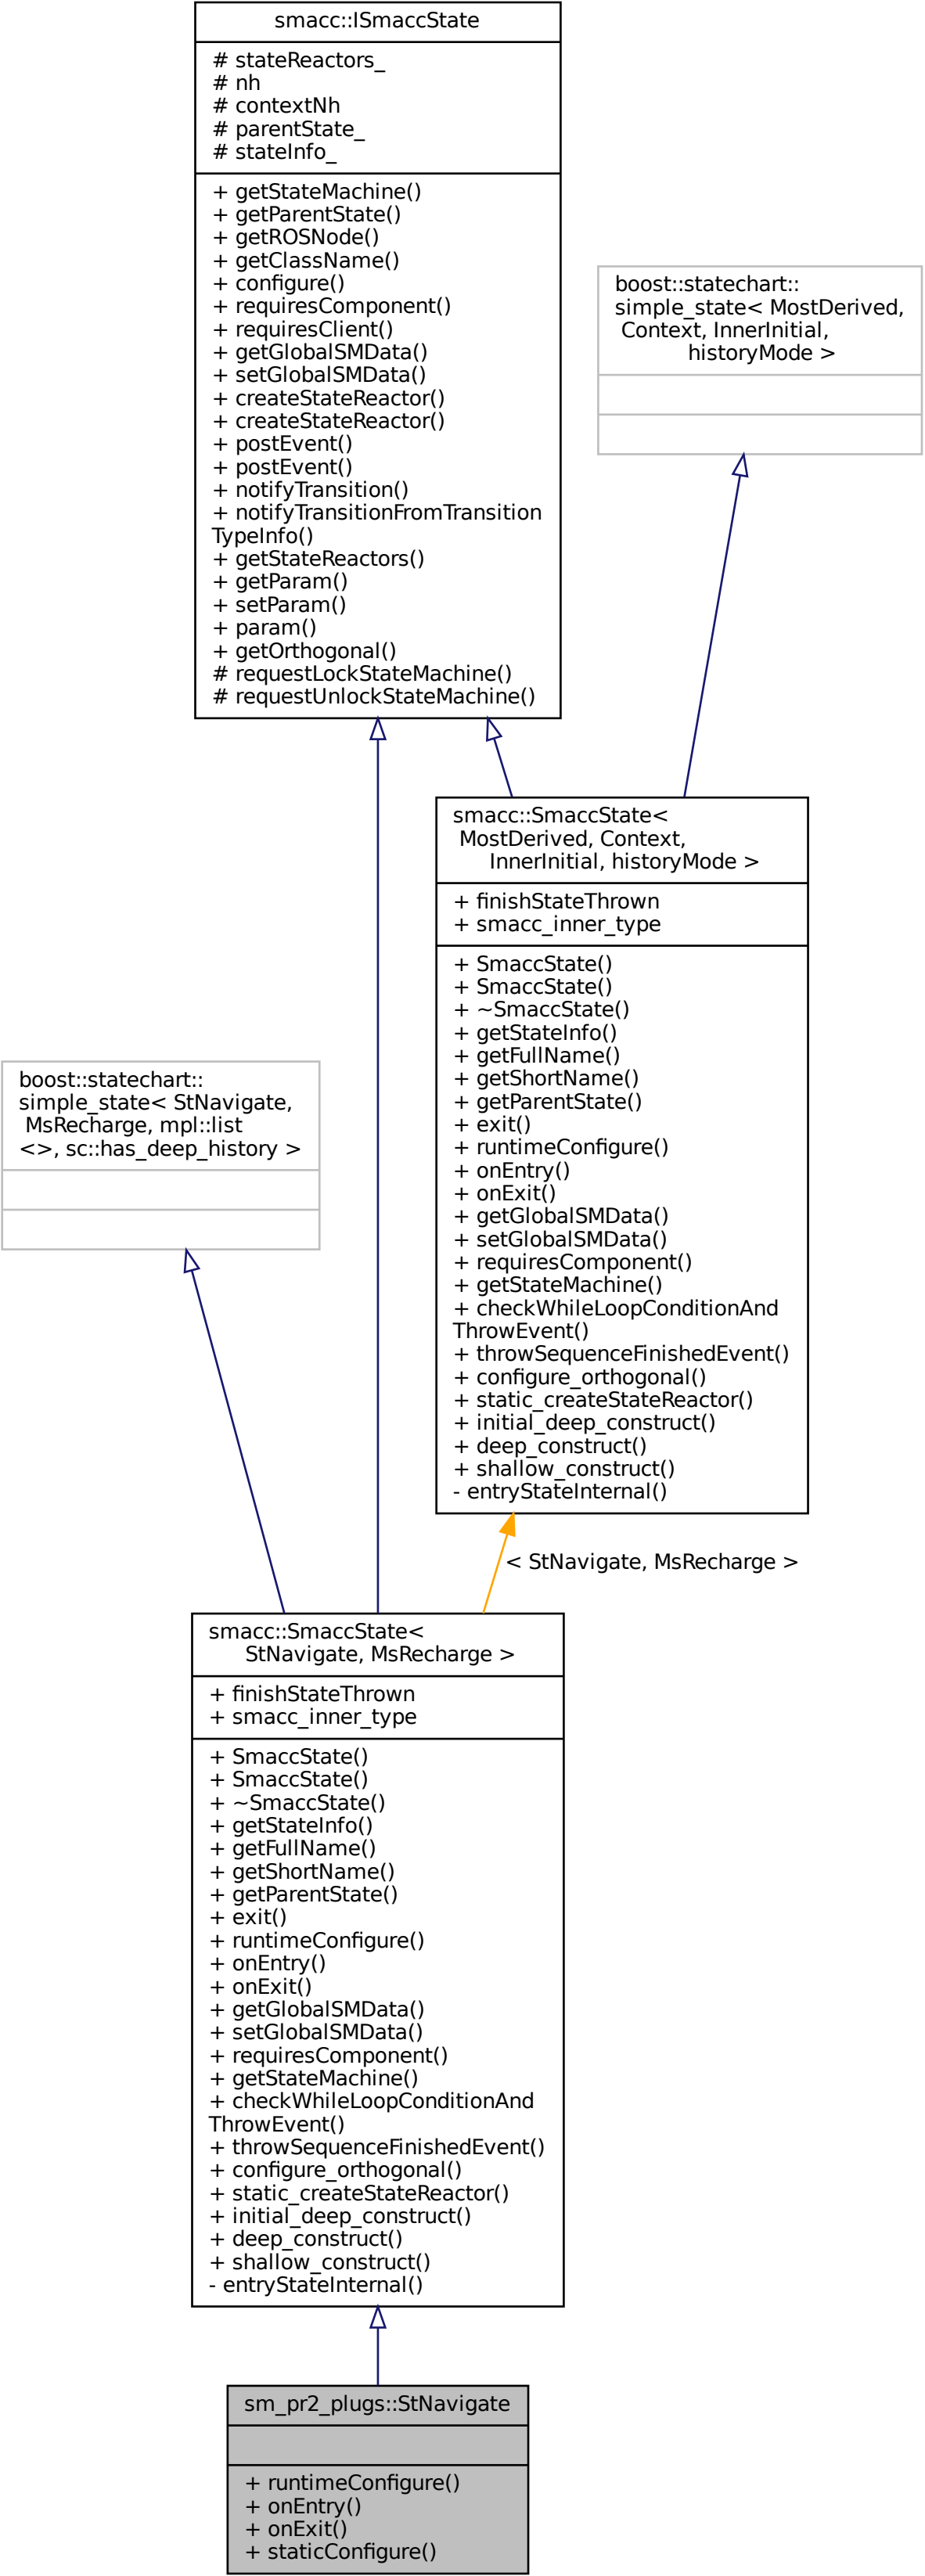 smacc::ISmaccState
# stateReactors_
# nh
# contextNh
# parentState_
# stateInfo_
+ getStateMachine()
+ getParentState()
+ getROSNode()
+ getClassName()
+ configure()
+ requiresComponent()
+ requiresClient()
+ getGlobalSMData()
+ setGlobalSMData()
+ createStateReactor()
+ createStateReactor()
+ postEvent()
+ postEvent()
+ notifyTransition()
+ notifyTransitionFromTransition
TypeInfo()
+ getStateReactors()
+ getParam()
+ setParam()
+ param()
+ getOrthogonal()
# requestLockStateMachine()
# requestUnlockStateMachine()
boost::statechart::
simple_state< MostDerived,
Context, InnerInitial,
historyMode >
smacc::SmaccState<
MostDerived, Context,
InnerInitial, historyMode >
+ finishStateThrown
+ smacc_inner_type
+ SmaccState()
+ SmaccState()
+ ~SmaccState()
+ getStateInfo()
+ getFullName()
+ getShortName()
+ getParentState()
+ exit()
+ runtimeConfigure()
+ onEntry()
+ onExit()
+ getGlobalSMData()
+ setGlobalSMData()
+ requiresComponent()
+ getStateMachine()
+ checkWhileLoopConditionAnd
ThrowEvent()
+ throwSequenceFinishedEvent()
+ configure_orthogonal()
+ static_createStateReactor()
+ initial_deep_construct()
+ deep_construct()
+ shallow_construct()
- entryStateInternal()
boost::statechart::
simple_state< StNavigate,
MsRecharge, mpl::list
<>, sc::has_deep_history >
< StNavigate, MsRecharge >
smacc::SmaccState<
StNavigate, MsRecharge >
+ finishStateThrown
+ smacc_inner_type
+ SmaccState()
+ SmaccState()
+ ~SmaccState()
+ getStateInfo()
+ getFullName()
+ getShortName()
+ getParentState()
+ exit()
+ runtimeConfigure()
+ onEntry()
+ onExit()
+ getGlobalSMData()
+ setGlobalSMData()
+ requiresComponent()
+ getStateMachine()
+ checkWhileLoopConditionAnd
ThrowEvent()
+ throwSequenceFinishedEvent()
+ configure_orthogonal()
+ static_createStateReactor()
+ initial_deep_construct()
+ deep_construct()
+ shallow_construct()
- entryStateInternal()
sm_pr2_plugs::StNavigate
+ runtimeConfigure()
+ onEntry()
+ onExit()
+ staticConfigure()